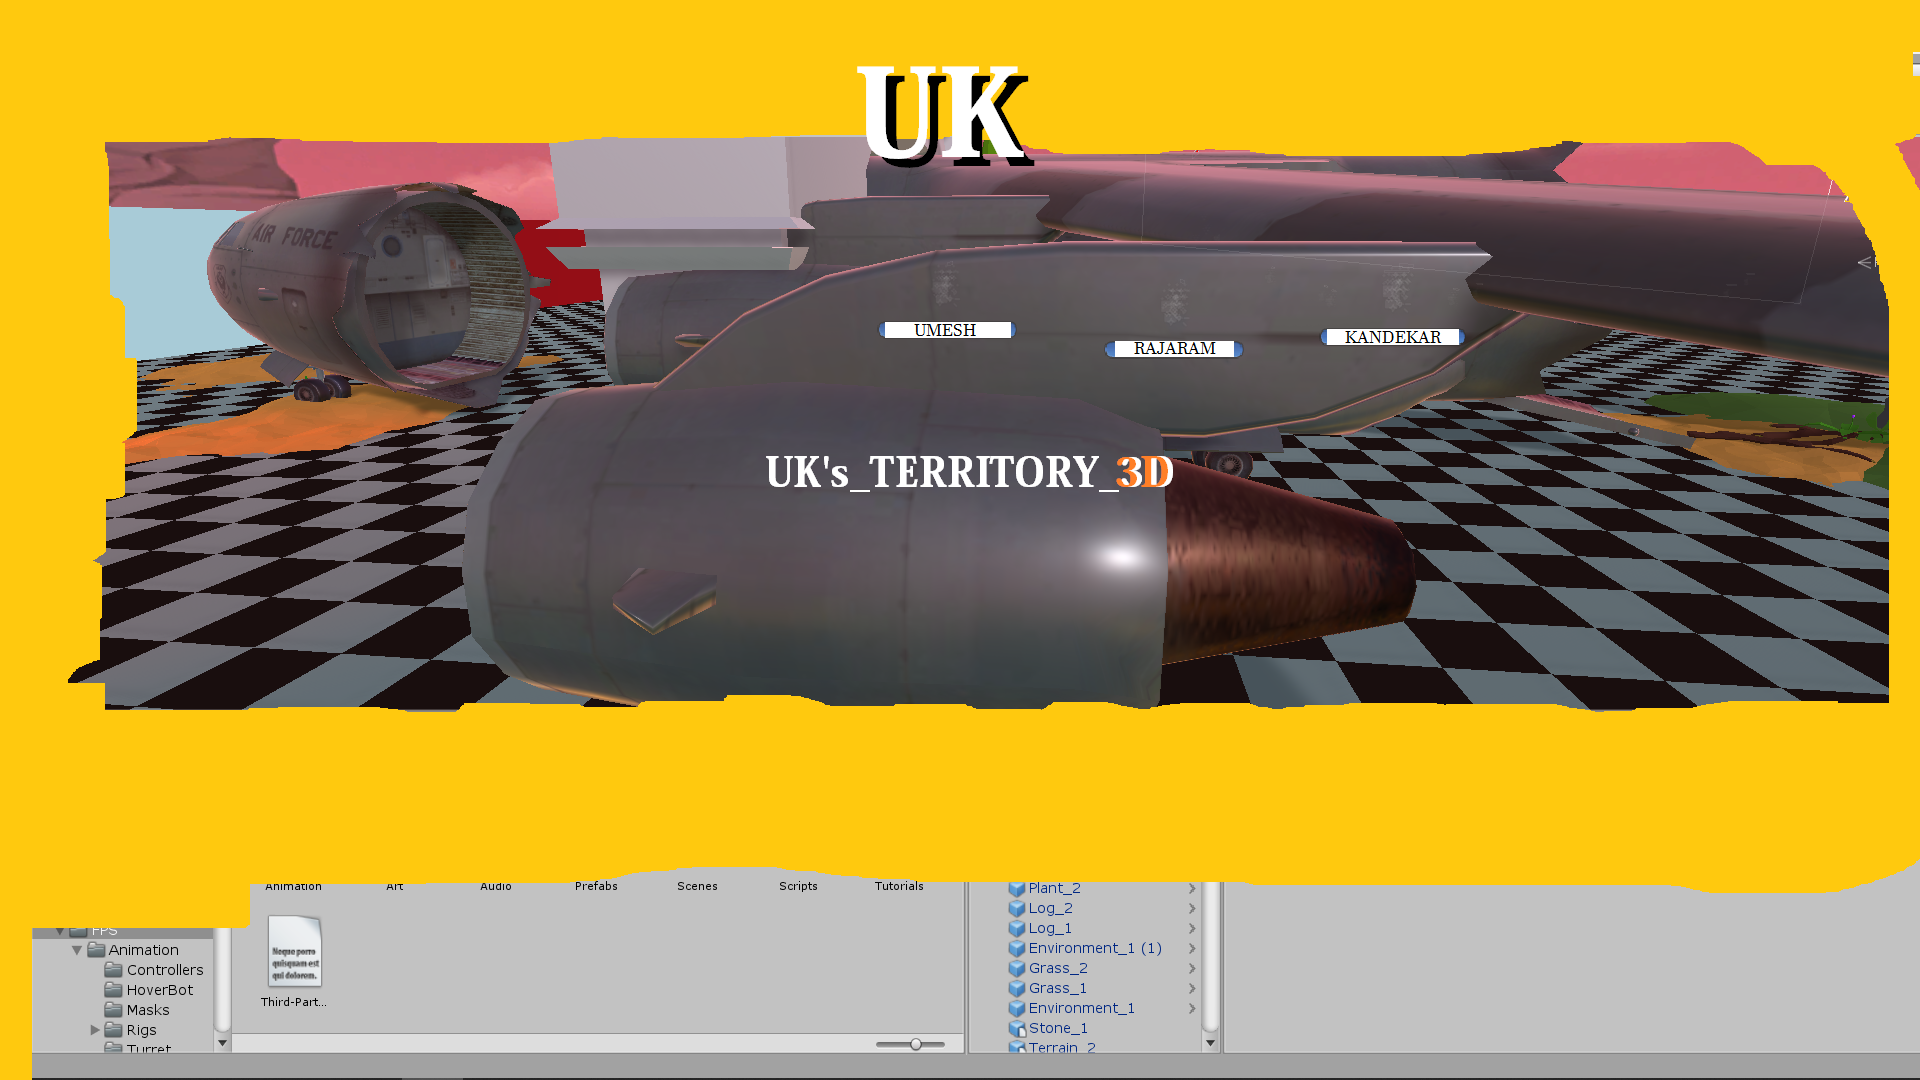 UK
AIR FORCE
UMESH
RAJARAM
KANDEKAR
UK's_TERRITORY_3D
Animation
Art
Audio
Prefabs
Scenes
Scripts
Tutorials
Neque porro
quisquam est
qui dolorem.
Third-Part...
FPS
Animation
Controllers
HoverBot
Masks
Rigs
Turret
Plant_2
Log_2
Log_1
Environment_1 (1)
Grass_2
Grass_1
Environment_1
Stone_1
Terrain_2